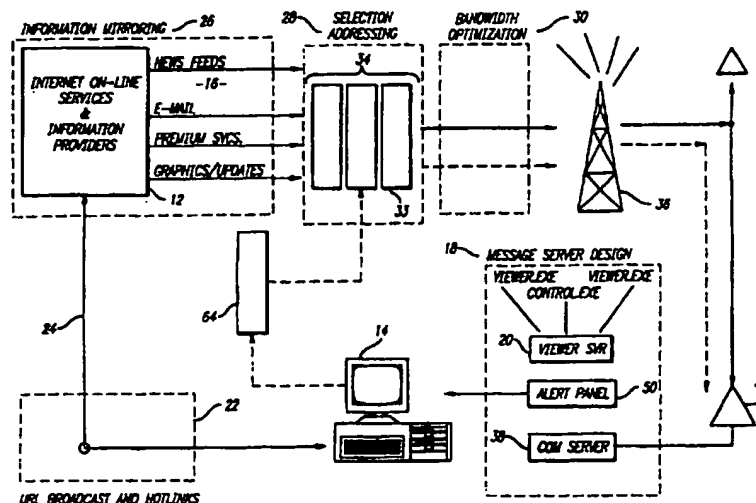 INFORMATION MIRRORING
26
28
SELECTION
ADDRESSING
BANDWIDTH
OPTIMIZATION
30
INTERNET ON-LINE
SERVICES
&
INFORMATION
PROVIDERS
NEWS FEEDS
-16-
E-MAIL
PREMIUM SVCS.
GRAPHICS/UPDATES
12
34
33
36
24
64
14
22
18
MESSAGE SERVER DESIGN
VIEWER.EXE
VIEWER.EXE
CONTROL.EXE
20
VIEWER SVR
ALERT PANEL
50
38
COM SERVER
URL BROADCAST AND HOTLINKS